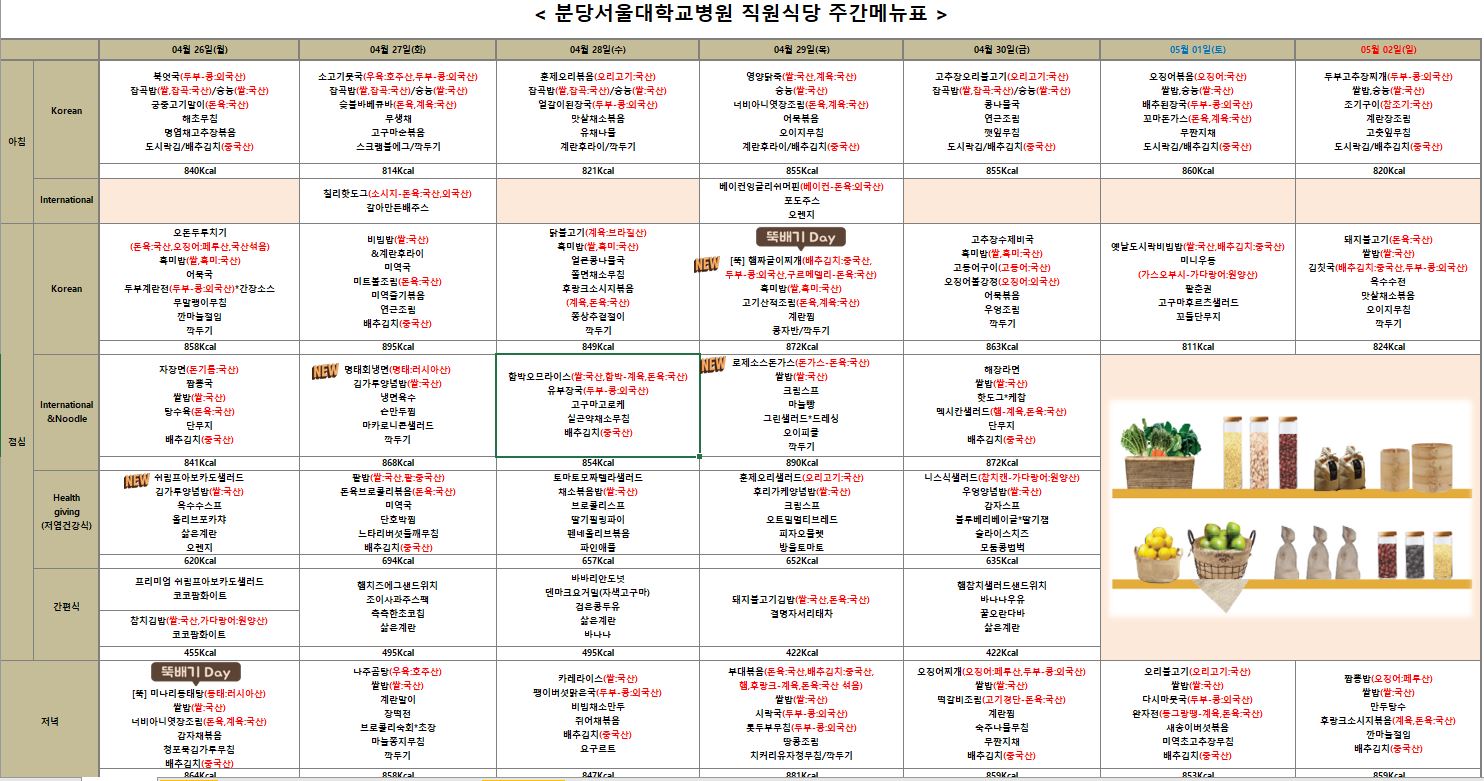 < 분당서울대학교병원 직원식당 주간메뉴표 >
04월 26일(월) 04월 27일(화) 04월 28일(수) 04월 29일(목) 04월 30일(금) 05월 01일(토) 05월 02일(일)
아침
Korean
북엇국(두부-콩:외국산)
잡곡밥(쌀,잡곡:국산)/숭늉(쌀:국산)
궁중고기말이(돈육:국산)
해초무침
명엽채고추장볶음
도시락김/배추김치(중국산)
840Kcal
소고기뭇국(우육:호주산,두부-콩:외국산)
잡곡밥(쌀,잡곡:국산)/숭늉(쌀:국산)
숯불바베큐바(돈육,계육:국산)
무생채
고구마순볶음
스크램블에그/깍두기
814Kcal
훈제오리볶음(오리고기:국산)
잡곡밥(쌀,잡곡:국산)/숭늉(쌀:국산)
얼갈이된장국(두부-콩:외국산)
맛살채소볶음
유채나물
계란후라이/깍두기
821Kcal
영양닭죽(쌀:국산,계육:국산)
숭늉(쌀:국산)
너비아니엿장조림(돈육,계육:국산)
어묵볶음
오이지무침
계란후라이/배추김치(중국산)
855Kcal
고추장오리불고기(오리고기:국산)
잡곡밥(쌀,잡곡:국산)/숭늉(쌀:국산)
콩나물국
연근조림
깻잎무침
도시락김/배추김치(중국산)
855Kcal
오징어볶음(오징어:국산)
쌀밥,숭늉(쌀:국산)
배추된장국(두부-콩:외국산)
꼬마돈가스(돈육,계육:국산)
무짠지채
도시락김/배추김치(중국산)
860Kcal
두부고추장찌개(두부-콩:외국산)
쌀밥,숭늉(쌀:국산)
조기구이(참조기:국산)
계란장조림
고춧잎무침
도시락김/배추김치(중국산)
820Kcal
International
칠리핫도그(소시지-돈육:국산,외국산)
갈아만든배주스
베이컨잉글리쉬머핀(베이컨-돈육:외국산)
포도주스
오렌지
점심
Korean
오돈두루치기
(돈육:국산,오징어:페루산,국산섞음)
흑미밥(쌀,흑미:국산)
어묵국
두부계란전(두부-콩:외국산)*간장소스
무말랭이무침
깐마늘절임
깍두기
858Kcal
비빔밥(쌀:국산)
&계란후라이
미역국
미트볼조림(돈육:국산)
미역줄기볶음
연근조림
배추김치(중국산)
895Kcal
닭불고기(계육:브라질산)
흑미밥(쌀,흑미:국산)
얼큰콩나물국
쫄면채소무침
후랑크소시지볶음
(계육,돈육:국산)
쫑상추겉절이
깍두기
849Kcal
뚝배기 Day
NEW [뚝] 햄짜글이찌개(배추김치:중국산,
두부-콩:외국산,구르메델리-돈육:국산)
흑미밥(쌀,흑미:국산)
고기산적조림(돈육,계육:국산)
계란찜
콩자반/깍두기
872Kcal
고추장수제비국
흑미밥(쌀,흑미:국산)
고등어구이(고등어:국산)
오징어불강정(오징어:외국산)
어묵볶음
우엉조림
깍두기
863Kcal
옛날도시락비빔밥(쌀:국산,배추김치:중국산)
미니우동
(가스오부시-가다랑어:원양산)
팥춘권
고구마후르츠샐러드
꼬들단무지
811Kcal
돼지불고기(돈육:국산)
쌀밥(쌀:국산)
김칫국(배추김치:중국산,두부-콩:외국산)
옥수수전
맛살채소볶음
오이지무침
깍두기
824Kcal
International
&Noodle
자장면(돈기름:국산)
짬뽕국
쌀밥(쌀:국산)
탕수육(돈육:국산)
단무지
배추김치(중국산)
841Kcal
NEW 명태회냉면(명태:러시아산)
김가루양념밥(쌀:국산)
냉면육수
손만두찜
마카로니콘샐러드
깍두기
868Kcal
함박오므라이스(쌀:국산,함박-계육,돈육:국산)
유부장국(두부-콩:외국산)
고구마고로케
실곤약채소무침
배추김치(중국산)
854Kcal
NEW 로제소스돈가스(돈가스-돈육:국산)
쌀밥(쌀:국산)
크림스프
마늘빵
그린샐러드*드레싱
오이피클
깍두기
890Kcal
해장라면
쌀밥(쌀:국산)
핫도그*케찹
멕시칸샐러드(햄-계육,돈육:국산)
단무지
배추김치(중국산)
872Kcal
Health
giving
(저염건강식)
NEW 쉬림프아보카도샐러드
김가루양념밥(쌀:국산)
옥수수스프
올리브포카챠
삶은계란
오렌지
620Kcal
팥밥(쌀:국산,팥:중국산)
돈육브로콜리볶음(돈육:국산)
미역국
단호박찜
느타리버섯들깨무침
배추김치(중국산)
694Kcal
토마토모짜렐라샐러드
채소볶음밥(쌀:국산)
브로콜리스프
딸기필링파이
펜네올리브볶음
파인애플
657Kcal
훈제오리샐러드(오리고기:국산)
후리가케양념밥(쌀:국산)
크림스프
오트밀멀티브레드
피자오믈렛
방울토마토
652Kcal
니스식샐러드(참치캔-가다랑어:원양산)
우엉양념밥(쌀:국산)
감자스프
블루베리베이글*딸기잼
슬라이스치즈
모둠콩범벅
635Kcal
간편식
프리미엄 쉬림프아보카도샐러드
코코팜화이트
참치김밥(쌀:국산,가다랑어:원양산)
코코팜화이트
455Kcal
햄치즈에그샌드위치
조이사과주스팩
촉촉한초코칩
삶은계란
495Kcal
바바리안도넛
덴마크요거밀(자색고구마)
검은콩두유
삶은계란
바나나
495Kcal
돼지불고기김밥(쌀:국산,돈육:국산)
결명자서리태차
422Kcal
햄참치샐러드샌드위치
바나나우유
꿀오란다바
삶은계란
422Kcal
저녁
뚝배기 Day
[뚝] 미나리동태탕(동태:러시아산)
쌀밥(쌀:국산)
너비아니엿장조림(돈육,계육:국산)
감자채볶음
청포묵김가루무침
배추김치(중국산)
864Kcal
나주곰탕(우육:호주산)
쌀밥(쌀:국산)
계란말이
장떡전
브로콜리숙회*초장
마늘쫑지무침
깍두기
858Kcal
카레라이스(쌀:국산)
팽이버섯맑은국(두부-콩:외국산)
비빔채소만두
쥐어채볶음
배추김치(중국산)
요구르트
847Kcal
부대볶음(돈육:국산,배추김치:중국산,
햄,후랑크-계육,돈육:국산 섞음)
쌀밥(쌀:국산)
시락국(두부-콩:외국산)
톳두부무침(두부-콩:외국산)
땅콩조림
치커리유자청무침/깍두기
881Kcal
오징어찌개(오징어:페루산,두부-콩:외국산)
쌀밥(쌀:국산)
떡갈비조림(고기경단-돈육:국산)
계란찜
숙주나물무침
무짠지채
배추김치(중국산)
859Kcal
오리불고기(오리고기:국산)
쌀밥(쌀:국산)
다시마뭇국(두부-콩:외국산)
완자전(동그랑땡-계육,돈육:국산)
새송이버섯볶음
미역초고추장무침
배추김치(중국산)
853Kcal
짬뽕밥(오징어:페루산)
쌀밥(쌀:국산)
만두탕수
후랑크소시지볶음(계육,돈육:국산)
깐마늘절임
배추김치(중국산)
859Kcal